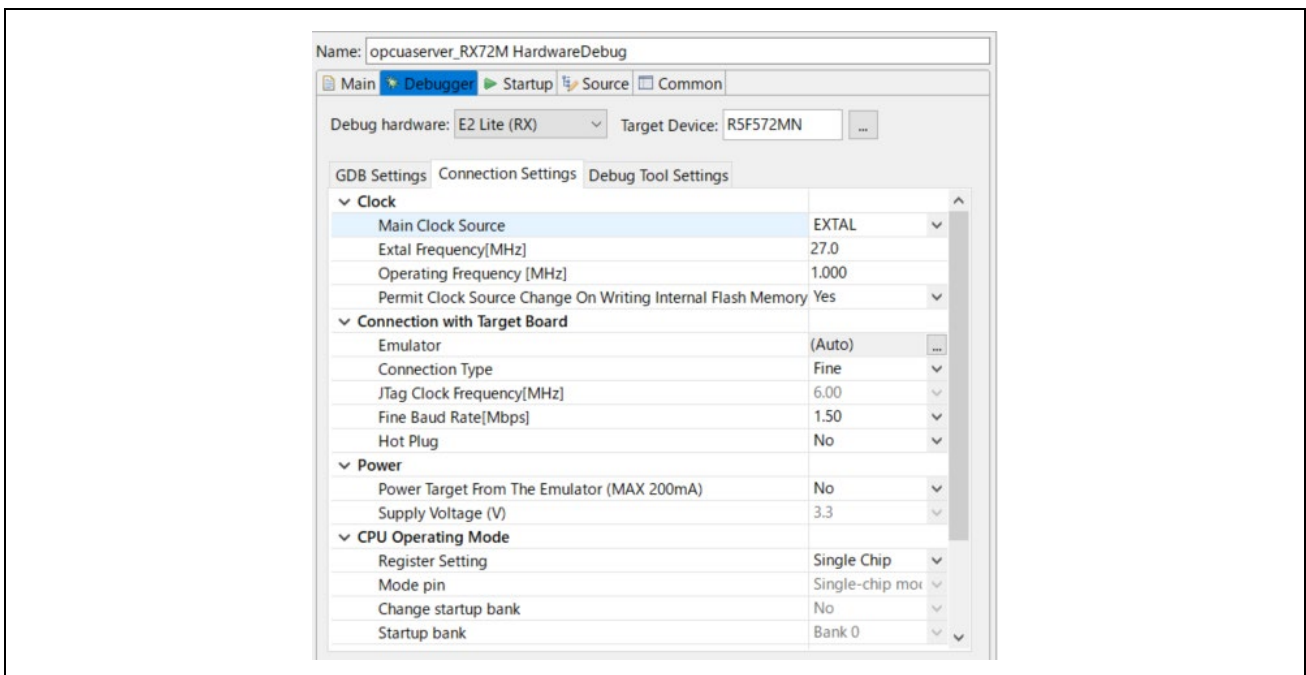 Name: opcuaserver_RX72M HardwareDebug
Main Debugger Startup Source Common
Debug hardware: E2 Lite (RX) Target Device: R5F572MN ...
GDB Settings Connection Settings Debug Tool Settings
Clock
Main Clock Source EXTAL
Extal Frequency[MHz] 27.0
Operating Frequency [MHz] 1.000
Permit Clock Source Change On Writing Internal Flash Memory Yes
Connection with Target Board
Emulator (Auto) ...
Connection Type Fine
JTag Clock Frequency[MHz] 6.00
Fine Baud Rate[Mbps] 1.50
Hot Plug No
Power
Power Target From The Emulator (MAX 200mA) No
Supply Voltage (V) 3.3
CPU Operating Mode
Register Setting Single Chip
Mode pin Single-chip
Change startup bank No
Startup bank Bank 0